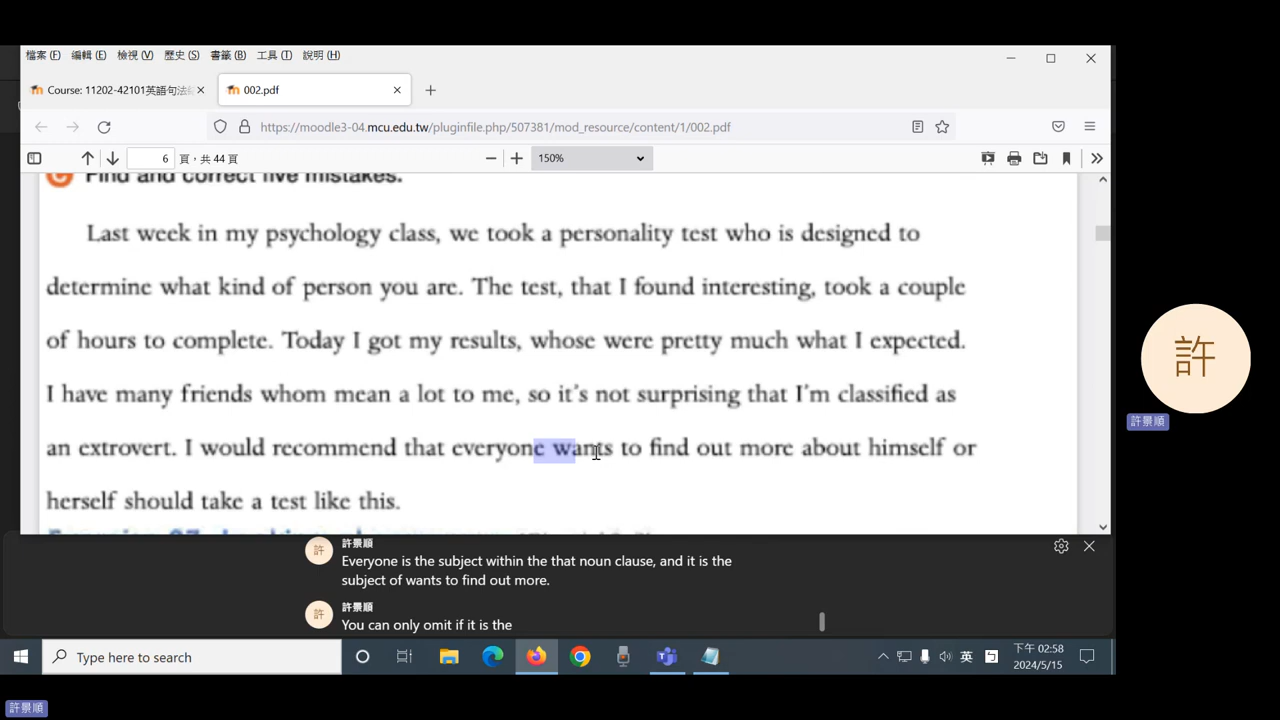 檔案 (F) 編輯 (E) 檢視 (V) 歷史 (S) 書籤 (B) 工具 (T) 說明 (H)
Course: 11202-42101英語句法
002.pdf
https://moodle3-04.mcu.edu.tw/pluginfile.php/507381/mod_resource/content/1/002.pdf
6 頁，共 44 頁
150%
C Find and correct five mistakes.
Last week in my psychology class, we took a personality test who is designed to
determine what kind of person you are. The test, that I found interesting, took a couple
of hours to complete. Today I got my results, whose were pretty much what I expected.
I have many friends whom mean a lot to me, so it's not surprising that I'm classified as
an extrovert. I would recommend that everyone wants to find out more about himself or
herself should take a test like this.
許
許景順
許 許景順
Everyone is the subject within the that noun clause, and it is the
subject of wants to find out more.
許 許景順
You can only omit if it is the
Type here to search
英
下午 02:58
2024/5/15
許景順